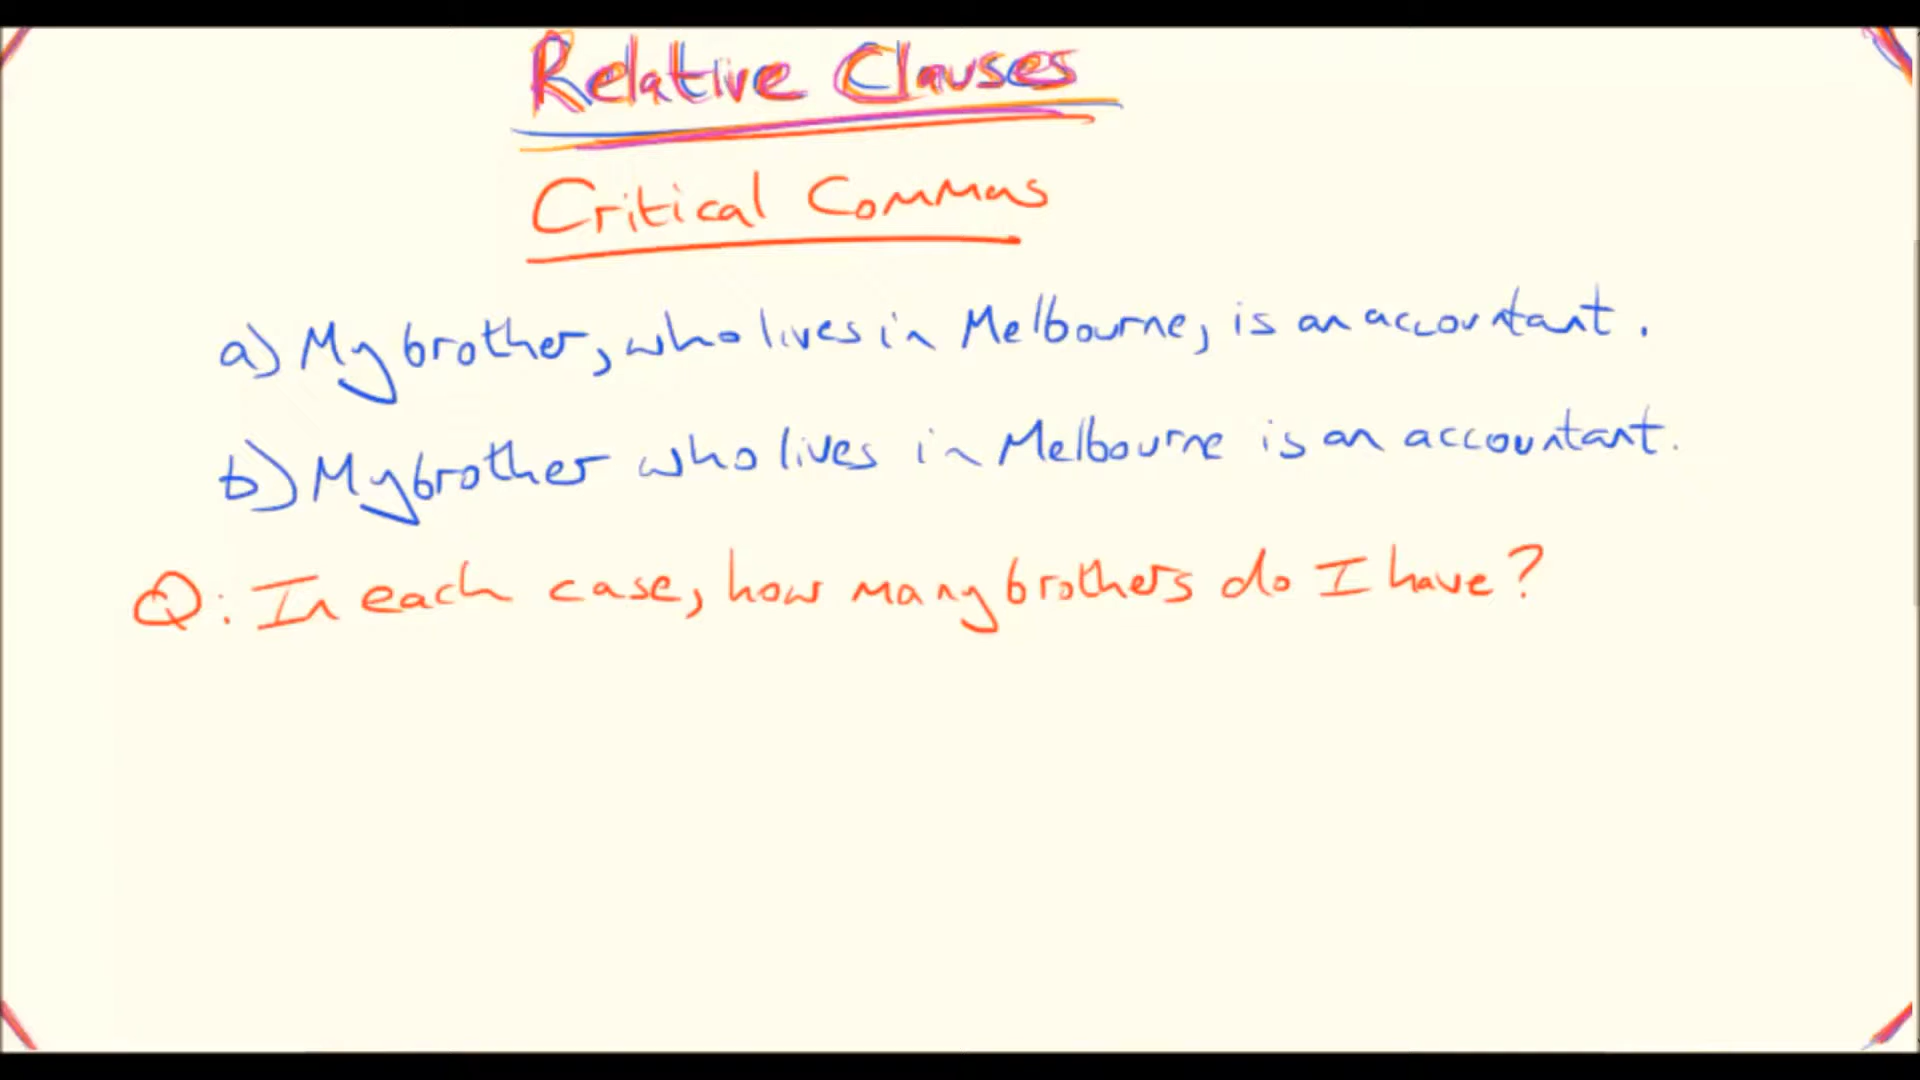 Relative Clauses
Critical Commas
a) My brother, who lives in Melbourne, is an accountant.
b) My brother who lives in Melbourne is an accountant.
Q: In each case, how many brothers do I have?